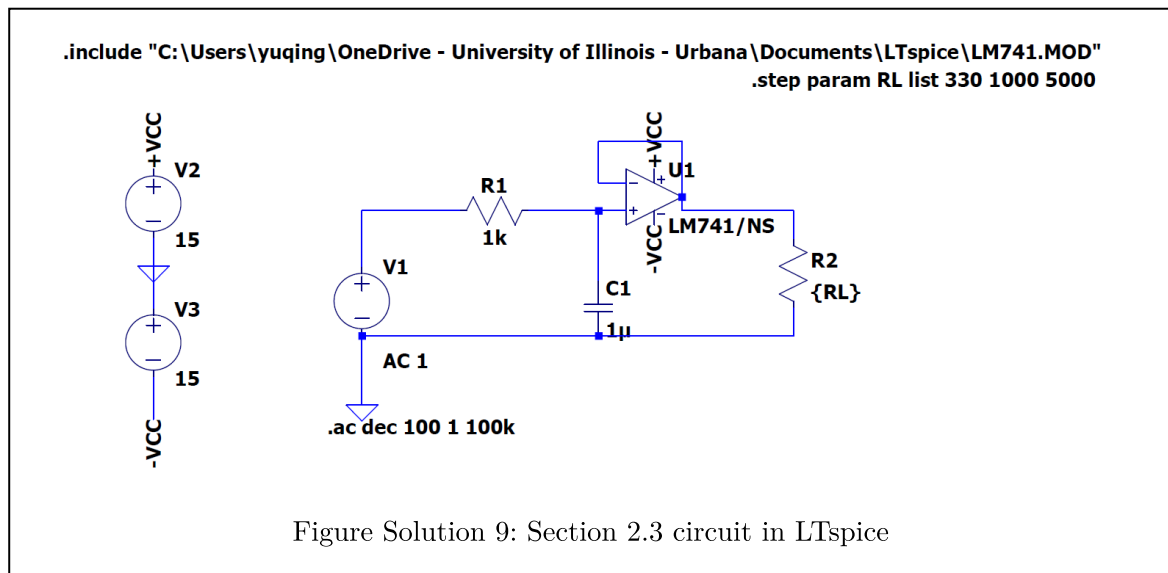 .include "C:\Users\yuqing\OneDrive - University of Illinois - Urbana\Documents\LTspice\LM741.MOD"
.step param RL list 330 1000 5000
+VCC
V2
+
−
15
V3
+
−
15
-VCC
V1
+
−
AC 1
R1
1k
C1
1µ
+VCC
U1
−
+
+
−
LM741/NS
-VCC
R2
{RL}
.ac dec 100 1 100k
Figure Solution 9: Section 2.3 circuit in LTspice